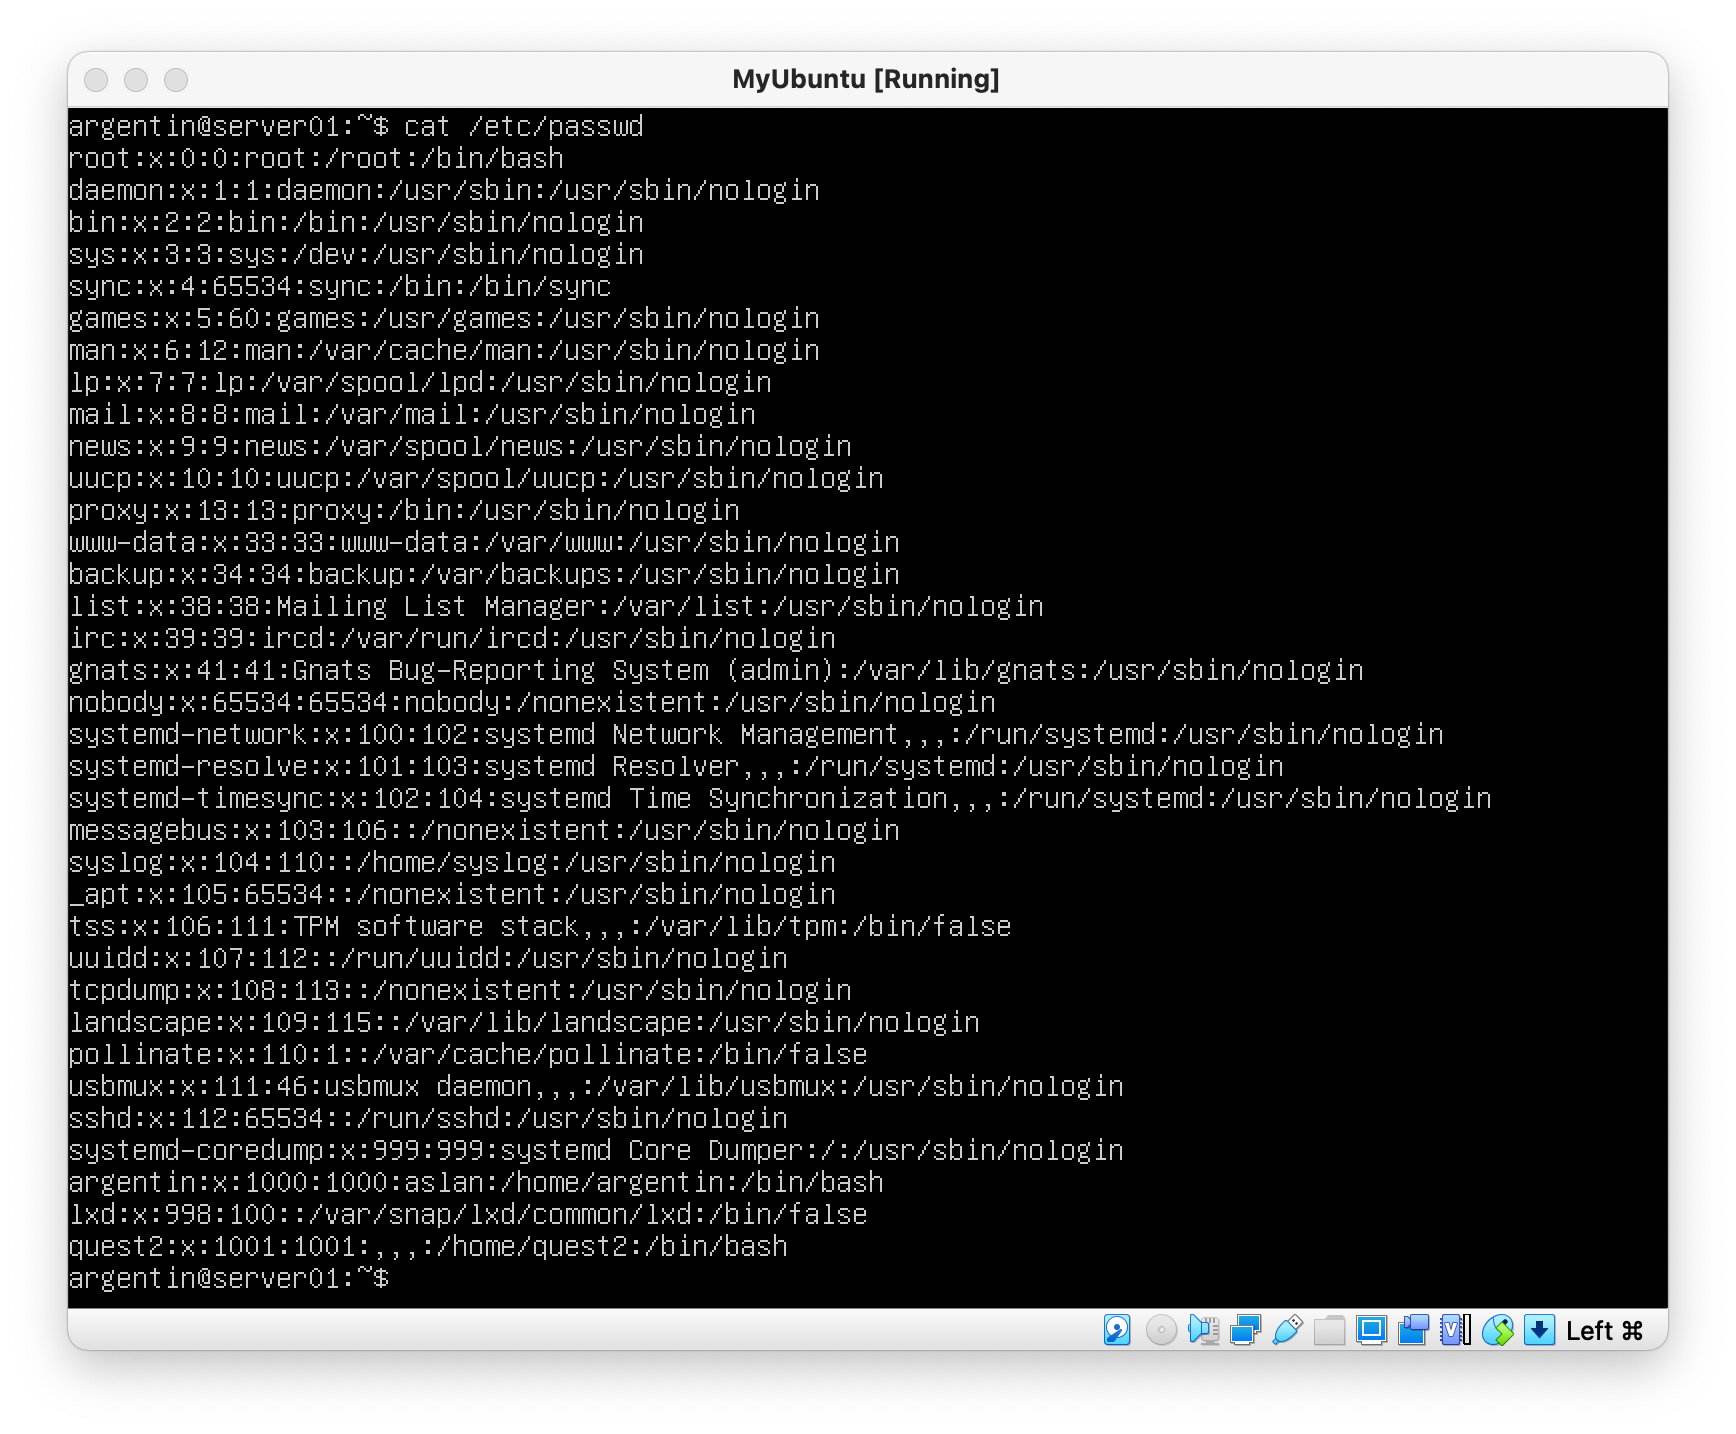 MyUbuntu [Running]
argentin@server01:~$ cat /etc/passwd
root:x:0:0:root:/root:/bin/bash
daemon:x:1:1:daemon:/usr/sbin:/usr/sbin/nologin
bin:x:2:2:bin:/bin:/usr/sbin/nologin
sys:x:3:3:sys:/dev:/usr/sbin/nologin
sync:x:4:65534:sync:/bin:/bin/sync
games:x:5:60:games:/usr/games:/usr/sbin/nologin
man:x:6:12:man:/var/cache/man:/usr/sbin/nologin
lp:x:7:7:lp:/var/spool/lpd:/usr/sbin/nologin
mail:x:8:8:mail:/var/mail:/usr/sbin/nologin
news:x:9:9:news:/var/spool/news:/usr/sbin/nologin
uucp:x:10:10:uucp:/var/spool/uucp:/usr/sbin/nologin
proxy:x:13:13:proxy:/bin:/usr/sbin/nologin
www-data:x:33:33:www-data:/var/www:/usr/sbin/nologin
backup:x:34:34:backup:/var/backups:/usr/sbin/nologin
list:x:38:38:Mailing List Manager:/var/list:/usr/sbin/nologin
irc:x:39:39:ircd:/var/run/ircd:/usr/sbin/nologin
gnats:x:41:41:Gnats Bug-Reporting System (admin):/var/lib/gnats:/usr/sbin/nologin
nobody:x:65534:65534:nobody:/nonexistent:/usr/sbin/nologin
systemd-network:x:100:102:systemd Network Management,,,:/run/systemd:/usr/sbin/nologin
systemd-resolve:x:101:103:systemd Resolver,,,:/run/systemd:/usr/sbin/nologin
systemd-timesync:x:102:104:systemd Time Synchronization,,,:/run/systemd:/usr/sbin/nologin
messagebus:x:103:106::/nonexistent:/usr/sbin/nologin
syslog:x:104:110::/home/syslog:/usr/sbin/nologin
_apt:x:105:65534::/nonexistent:/usr/sbin/nologin
tss:x:106:111:TPM software stack,,,:/var/lib/tpm:/bin/false
uuidd:x:107:112::/run/uuidd:/usr/sbin/nologin
tcpdump:x:108:113::/nonexistent:/usr/sbin/nologin
landscape:x:109:115::/var/lib/landscape:/usr/sbin/nologin
pollinate:x:110:1::/var/cache/pollinate:/bin/false
usbmux:x:111:46:usbmux daemon,,,:/var/lib/usbmux:/usr/sbin/nologin
sshd:x:112:65534::/run/sshd:/usr/sbin/nologin
systemd-coredump:x:999:999:systemd Core Dumper:/:/usr/sbin/nologin
argentin:x:1000:1000:aslan:/home/argentin:/bin/bash
lxd:x:998:100::/var/snap/lxd/common/lxd:/bin/false
quest2:x:1001:1001:,,,:/home/quest2:/bin/bash
argentin@server01:~$
Left ⌘